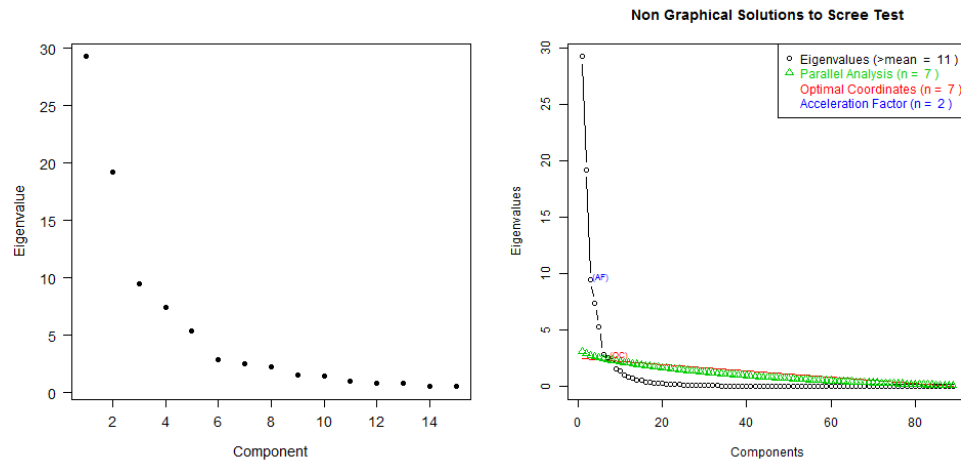 30
25
20
15
10
5
0
Eigenvalue
2 4 6 8 10 12 14
Component
Non Graphical Solutions to Scree Test
Eigenvalues (>mean = 11 )
Parallel Analysis (n = 7 )
Optimal Coordinates (n = 7 )
Acceleration Factor (n = 2 )
30
25
20
15
10
5
0
Eigenvalues
(AF)
(OC)
0 20 40 60 80
Components